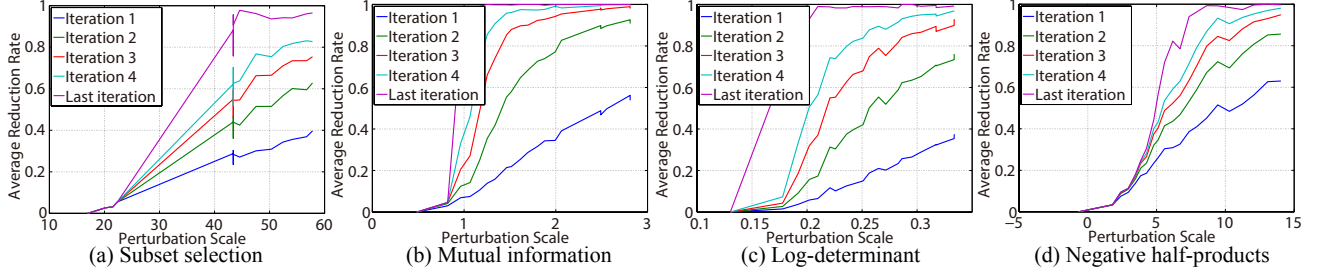 Average Reduction Rate
1
0.8
0.6
0.4
0.2
0
Iteration 1
Iteration 2
Iteration 3
Iteration 4
Last iteration
10 20 30 40 50 60
Perturbation Scale
(a) Subset selection
Average Reduction Rate
1
0.8
0.6
0.4
0.2
0
Iteration 1
Iteration 2
Iteration 3
Iteration 4
Last iteration
0 1 2 3
Perturbation Scale
(b) Mutual information
Average Reduction Rate
1
0.8
0.6
0.4
0.2
0
Iteration 1
Iteration 2
Iteration 3
Iteration 4
Last iteration
0.1 0.15 0.2 0.25 0.3
Perturbation Scale
(c) Log-determinant
Average Reduction Rate
1
0.8
0.6
0.4
0.2
0
Iteration 1
Iteration 2
Iteration 3
Iteration 4
Last iteration
-5 0 5 10 15
Perturbation Scale
(d) Negative half-products